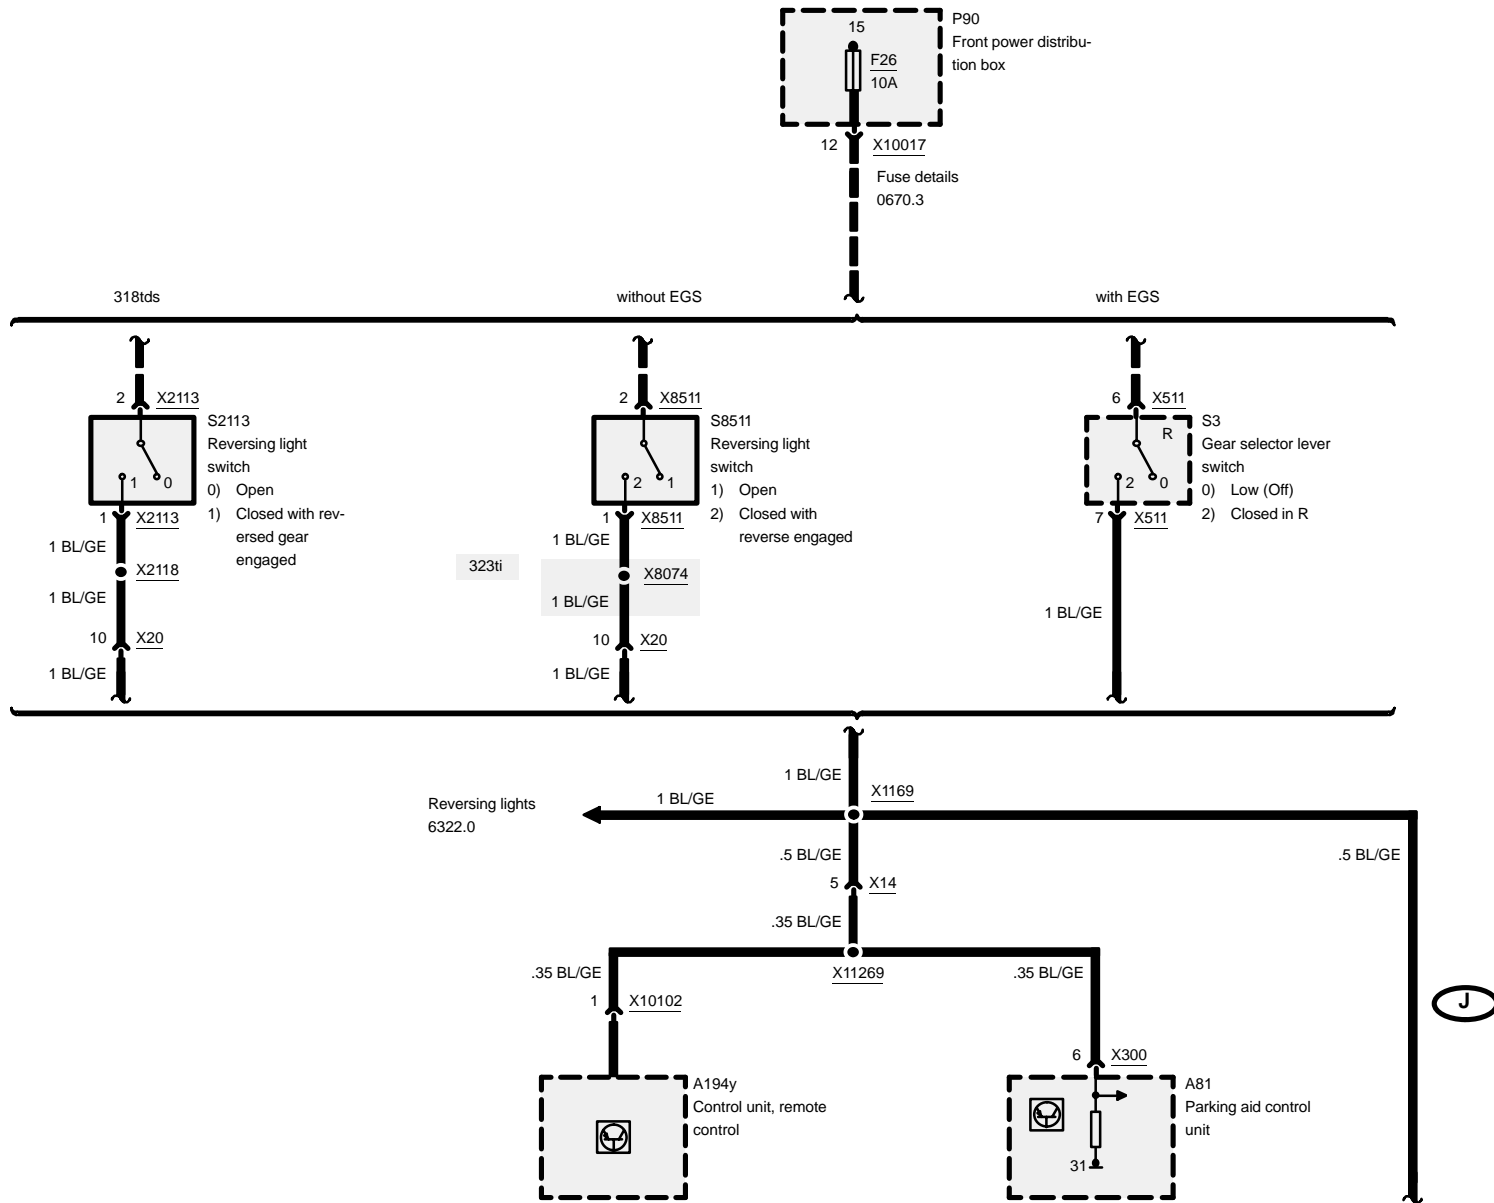 15
F26
10A
P90
Front power distribu-
tion box
12
X10017
Fuse details
0670.3
318tds
without EGS
with EGS
2
X2113
S2113
Reversing light
switch
0) Open
1) Closed with rev-
ersed gear
engaged
1
0
1
X2113
1 BL/GE
X2118
1 BL/GE
10
X20
1 BL/GE
2
X8511
S8511
Reversing light
switch
1) Open
2) Closed with
reverse engaged
2
1
1
X8511
1 BL/GE
323ti
X8074
1 BL/GE
10
X20
1 BL/GE
6
X511
S3
Gear selector lever
switch
0) Low (Off)
2) Closed in R
R
2
0
7
X511
1 BL/GE
1 BL/GE
X1169
Reversing lights
6322.0
1 BL/GE
.5 BL/GE
.5 BL/GE
5
X14
.35 BL/GE
X11269
.35 BL/GE
.35 BL/GE
1
X10102
J
6
X300
A194y
Control unit, remote
control
A81
Parking aid control
unit
31